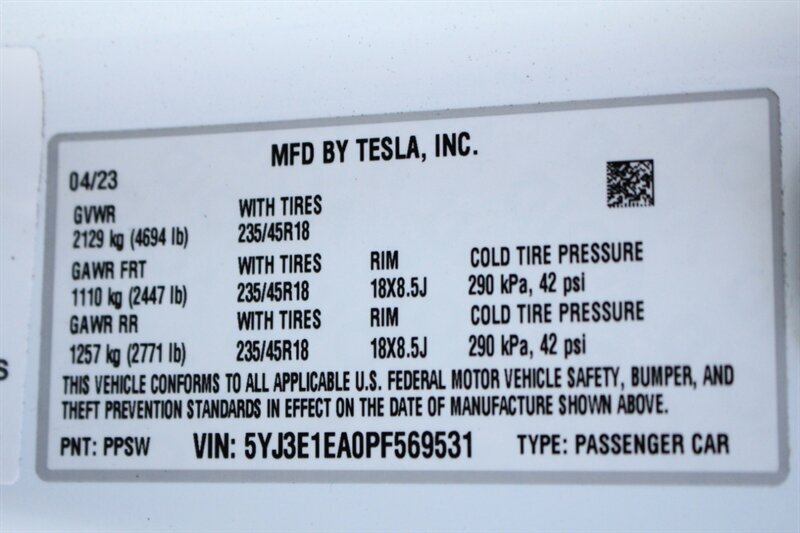 MFD BY TESLA, INC.
04/23
GVWR WITH TIRES
2129 kg (4694 lb) 235/45R18
GAWR FRT WITH TIRES RIM COLD TIRE PRESSURE
1110 kg (2447 lb) 235/45R18 18X8.5J 290 kPa, 42 psi
GAWR RR WITH TIRES RIM COLD TIRE PRESSURE
1257 kg (2771 lb) 235/45R18 18X8.5J 290 kPa, 42 psi
THIS VEHICLE CONFORMS TO ALL APPLICABLE U.S. FEDERAL MOTOR VEHICLE SAFETY, BUMPER, AND
THEFT PREVENTION STANDARDS IN EFFECT ON THE DATE OF MANUFACTURE SHOWN ABOVE.
PNT: PPSW VIN: 5YJ3E1EA0PF569531 TYPE: PASSENGER CAR